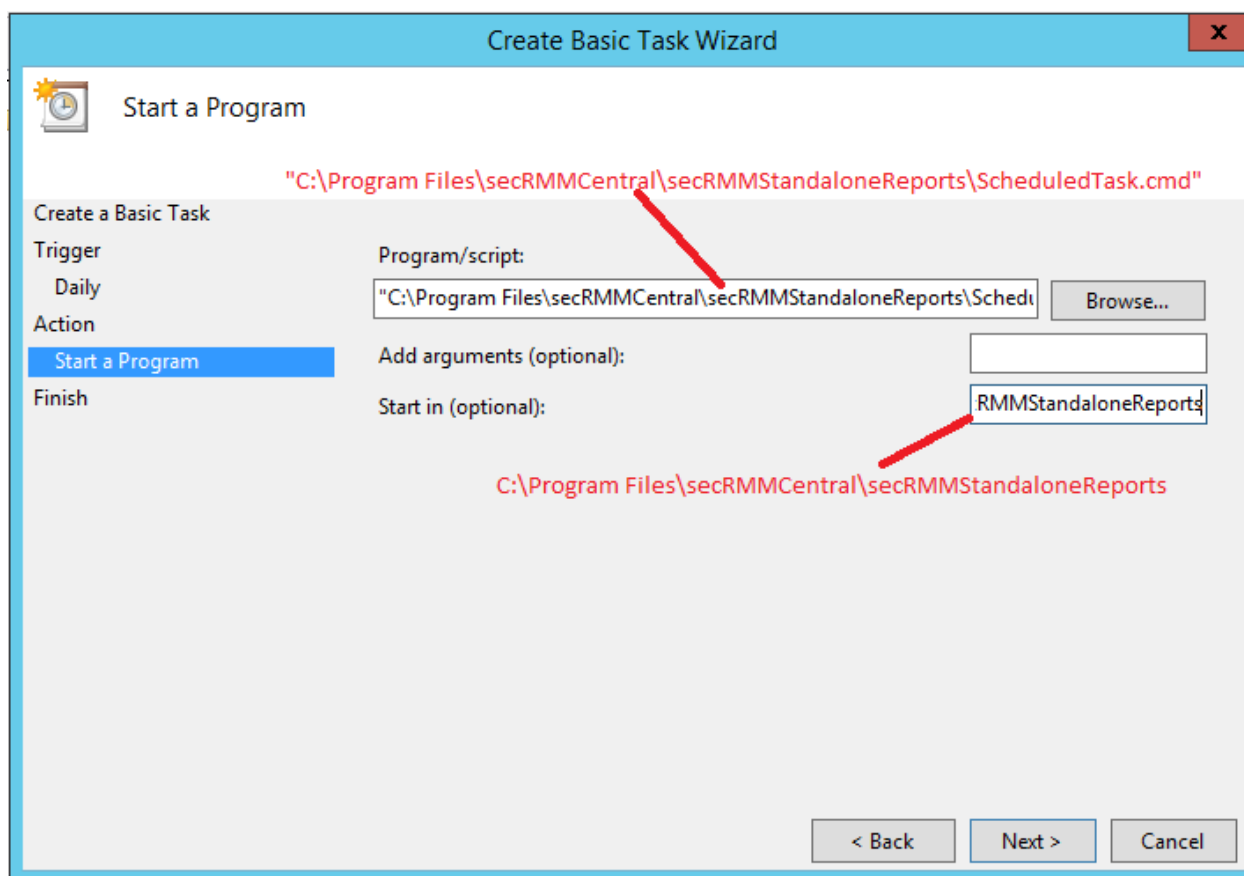 Create Basic Task Wizard
x
Start a Program
"C:\Program Files\secRMMCentral\secRMMStandaloneReports\ScheduledTask.cmd"
Create a Basic Task
Trigger
Daily
Action
Start a Program
Finish
Program/script:
"C:\Program Files\secRMMCentral\secRMMStandaloneReports\Schedu
Browse...
Add arguments (optional):
Start in (optional):
RMMStandaloneReports
C:\Program Files\secRMMCentral\secRMMStandaloneReports
< Back
Next >
Cancel